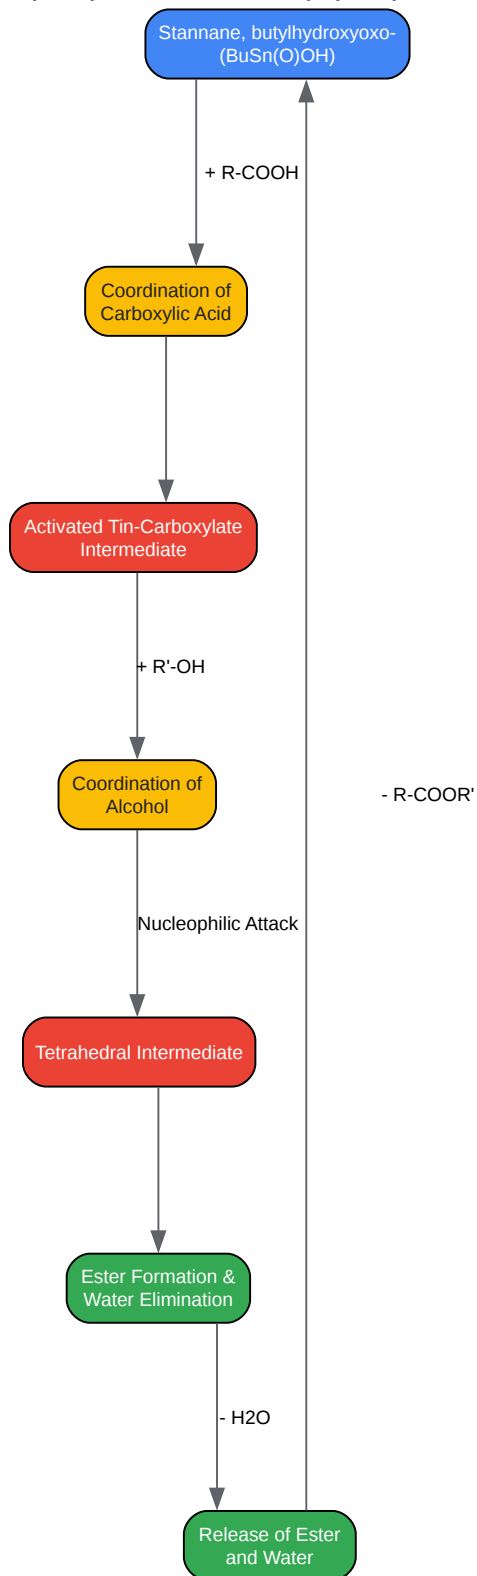 Stannane, butylhydroxyoxo-
(BuSn(O)OH)
+ R-COOH
Coordination of
Carboxylic Acid
Activated Tin-Carboxylate
Intermediate
+ R'-OH
Coordination of
Alcohol
- R-COOR'
Nucleophilic Attack
Tetrahedral Intermediate
Ester Formation &
Water Elimination
- H2O
Release of Ester
and Water